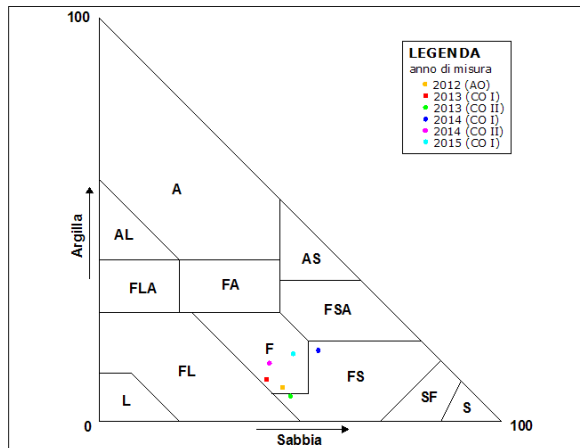 100
LEGENDA
anno di misura
2012 (AO)
2013 (CO I)
2013 (CO II)
2014 (CO I)
2014 (CO II)
2015 (CO I)
A
Argilla
AL
AS
FLA
FA
FSA
F
FL
FS
L
SF
S
0
100
Sabbia